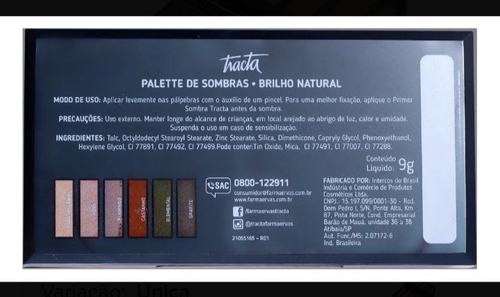 tracta
PALETTE DE SOMBRAS • BRILHO NATURAL
MODO DE USO: Aplicar levemente nas pálpebras com o auxílio de um pincel. Para uma melhor fixação, aplique o Primer
Sombra Tracta antes da sombra.
PRECAUÇÕES: Uso externo. Manter longe do alcance de crianças, em local arejado ao abrigo da luz, calor e umidade.
Suspenda o uso em caso de sensibilização.
INGREDIENTES: Talc, Octyldodecyl Stearoyl Stearate, Zinc Stearate, Silica, Dimethicone, Caprylyl Glycol, Phenoxyethanol,
Hexylene Glycol, CI 77891, CI 77492, CI 77499.Pode conter:Tin Oxide, Mica, CI 77491, CI 77007, CI 77288.
Conteúdo
Líquido: 9g
CASTANHO
GRAFITE
SAC
0800-122911
consumidor@farmaervas.com.br
www.farmaervas.com.br
/farmaervastracta
@tractafarmaervas
21055165 - R01
FABRICADO POR: Intercos do Brasil
Indústria e Comércio de Produtos
Cosméticos Ltda.
CNPJ.- 15.197.099/0001-30 - Rod.
Dom Pedro I, S/N, Ponte Alta, Km
87, Pista Norte, Cond. Empresarial
Barão de Mauá, unidade 36 a 38
Atibaia/SP
Aut. Func./MS: 2.07172-6
Ind. Brasileira
Variação: Única